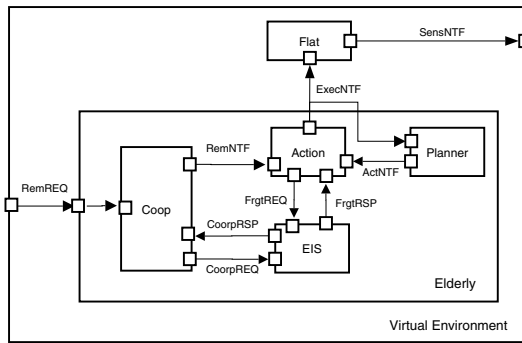 SensNTF
Flat
ExecNTF
RemNTF
Action
Planner
ActNTF
RemREQ
Coop
FrgtREQ
FrgtRSP
CoorpRSP
EIS
CoorpREQ
Elderly
Virtual Environment